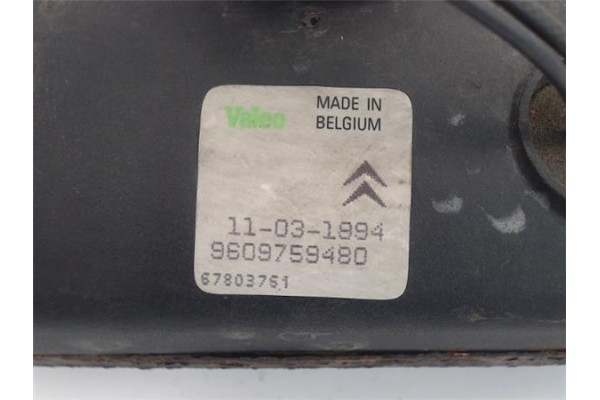 Valeo
MADE IN
BELGIUM
11-03-1994
9609759480
67803761